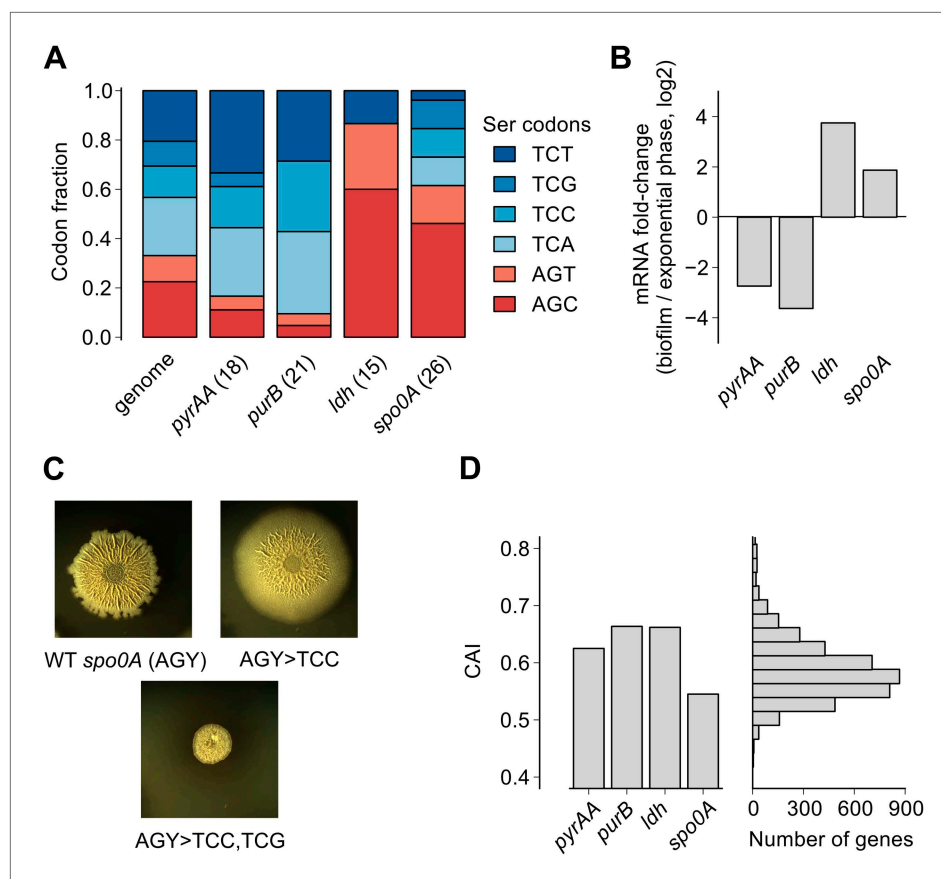 A
1.0
0.8
0.6
0.4
0.2
0.0
Codon fraction
genome
pyrAA (18)
purB (21)
ldh (15)
spo0A (26)
Ser codons
TCT
TCG
TCC
TCA
AGT
AGC
B
mRNA fold-change
(biofilm / exponential phase, log2)
4
2
0
−2
−4
pyrAA
purB
ldh
spo0A
C
WT spo0A (AGY)
AGY>TCC
AGY>TCC,TCG
D
CAI
0.8
0.7
0.6
0.5
0.4
pyrAA
purB
ldh
spo0A
0 300 600 900
Number of genes